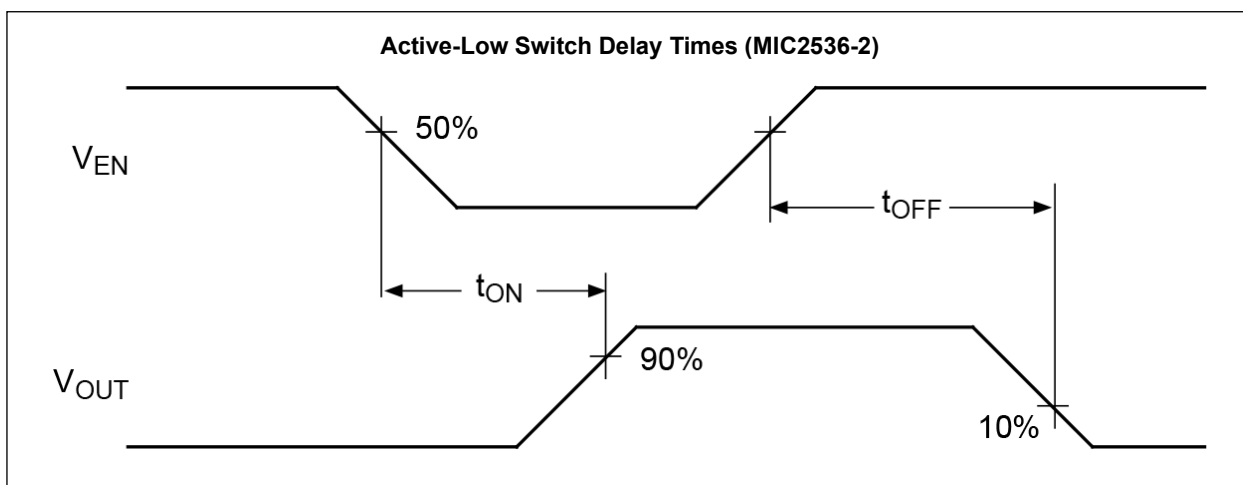 Active-Low Switch Delay Times (MIC2536-2)
50%
VEN
tOFF
tON
90%
VOUT
10%